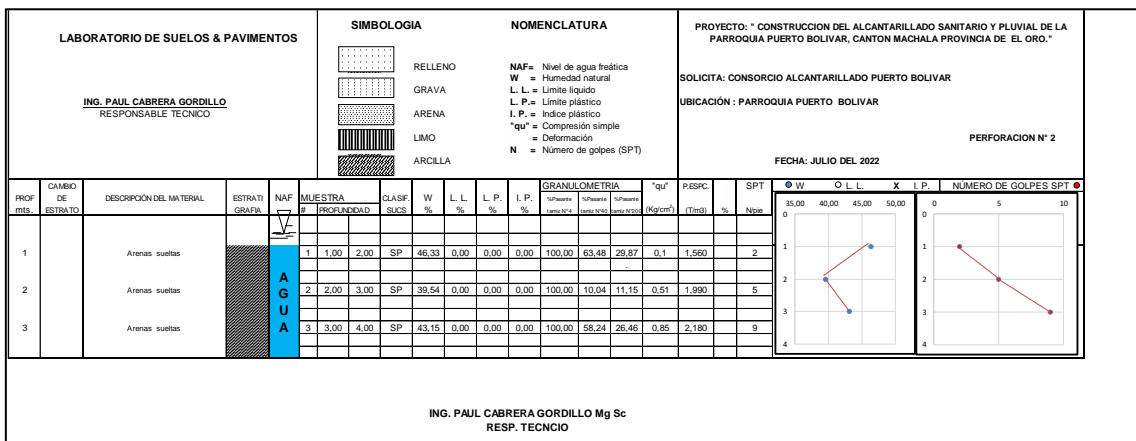 LABORATORIO DE SUELOS & PAVIMENTOS
ING. PAUL CABRERA GORDILLO
RESPONSABLE TECNICO
SIMBOLOGIA
RELLENO
GRAVA
ARENA
LIMO
ARCILLA
NOMENCLATURA
NAF= Nivel de agua freática
W = Humedad natural
L. L. = Limite liquido
L. P.= Límite plástico
I. P. = Indice plástico
"qu" = Compresión simple
= Deformación
N = Número de golpes (SPT)
PROYECTO: " CONSTRUCCION DEL ALCANTARILLADO SANITARIO Y PLUVIAL DE LA
PARROQUIA PUERTO BOLIVAR, CANTON MACHALA PROVINCIA DE EL ORO."
SOLICITA: CONSORCIO ALCANTARILLADO PUERTO BOLIVAR
UBICACIÓN : PARROQUIA PUERTO BOLIVAR
PERFORACION N° 2
FECHA: JULIO DEL 2022
PROF mts. CAMBIO DE ESTRATO DESCRIPCIÓN DEL MATERIAL ESTRATI GRAFIA NAF MUESTRA # PROFUNDIDAD CLASIF. SUCS W % L. L. % L. P. % I. P. % GRANULOMETRIA %Pasante tamiz N°4 %Pasante tamiz N°40 %Pasante tamiz N°200 "qu" (Kg/cm²) P.ESPC. (T/m3) % SPT N/pie
1 Arenas sueltas 1 1,00 2,00 SP 46,33 0,00 0,00 0,00 100,00 63,48 29,87 0,1 1,560 2
2 Arenas sueltas 2 2,00 3,00 SP 39,54 0,00 0,00 0,00 100,00 10,04 11,15 0,51 1,990 5
3 Arenas sueltas 3 3,00 4,00 SP 43,15 0,00 0,00 0,00 100,00 58,24 26,46 0,85 2,180 9
AGUA
W L. L. X I. P. NÚMERO DE GOLPES SPT
35,00 40,00 45,00 50,00
0
1
2
3
4
0 5 10
0
1
2
3
4
ING. PAUL CABRERA GORDILLO Mg Sc
RESP. TECNCIO